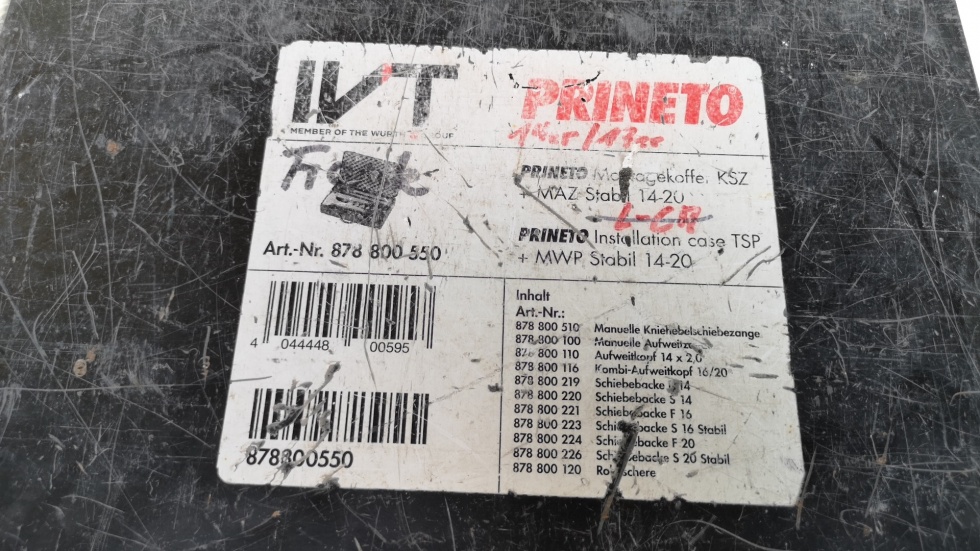 IVT
PRINETO
MEMBER OF THE WÜRTH GROUP
PRINETO Montagekoffer KSZ
+ MAZ Stabil 14-20
L-CR
PRINETO Installation case TSP
+ MWP Stabil 14-20
Art.-Nr. 878 800 550
4 044448 00595
878800550
Inhalt
Art.-Nr.:
878 800 510 Manuelle Kniehebelschiebezange
878 800 100 Manuelle Aufweitza
878 800 110 Aufweitkopf 14 x 2,0
878 800 116 Kombi-Aufweitkopf 16/20
878 800 219 Schiebebacke 14
878 800 220 Schiebebacke S 14
878 800 221 Schiebebacke F 16
878 800 223 Schiebebacke S 16 Stabil
878 800 224 Schiebebacke F 20
878 800 226 Schiebebacke S 20 Stabil
878 800 120 Rohrschere